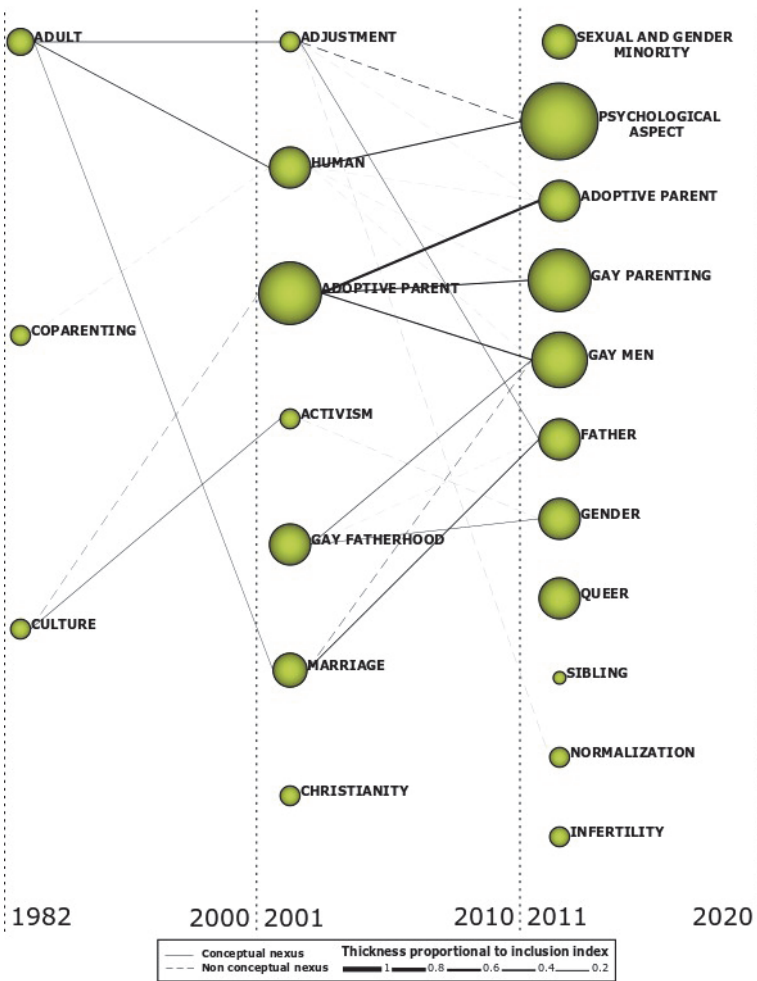 ADULT
COPARENTING
CULTURE
ADJUSTMENT
HUMAN
ADOPTIVE PARENT
ACTIVISM
GAY FATHERHOOD
MARRIAGE
CHRISTIANITY
SEXUAL AND GENDER
MINORITY
PSYCHOLOGICAL
ASPECT
ADOPTIVE PARENT
GAY PARENTING
GAY MEN
FATHER
GENDER
QUEER
SIBLING
NORMALIZATION
INFERTILITY
1982 2000 2001 2010 2011 2020
Conceptual nexus
Non conceptual nexus
Thickness proportional to inclusion index
1 0.8 0.6 0.4 0.2